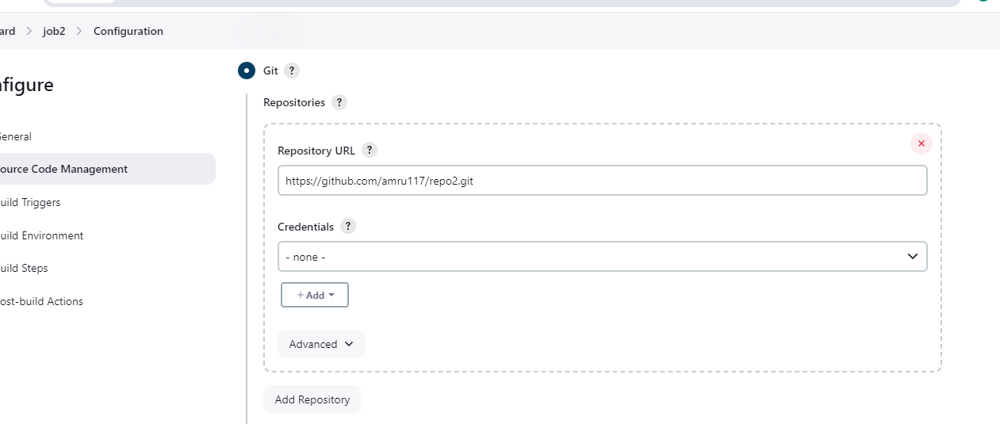 ard > job2 > Configuration
nfigure
General
ource Code Management
uild Triggers
uild Environment
uild Steps
ost-build Actions
Git ?
Repositories ?
Repository URL ?
https://github.com/amru117/repo2.git
Credentials ?
- none -
+ Add
Advanced
Add Repository